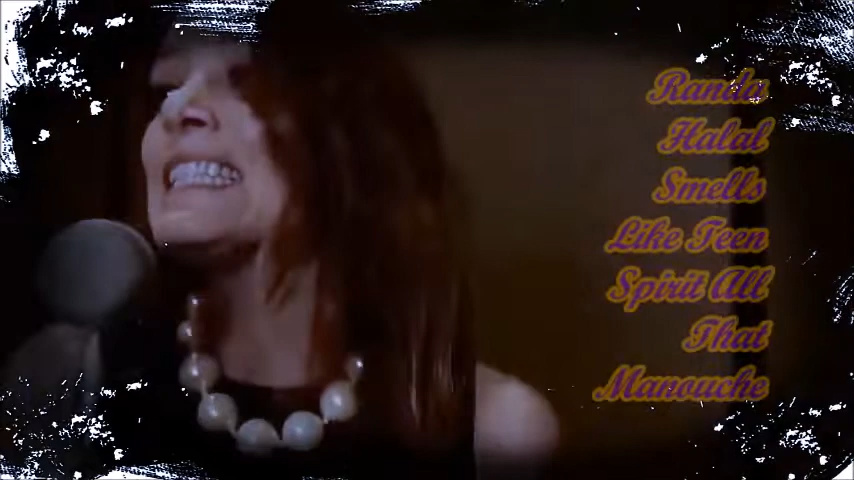 Randa
Halal
Smells
Like Teen
Spirit All
That
Manouche